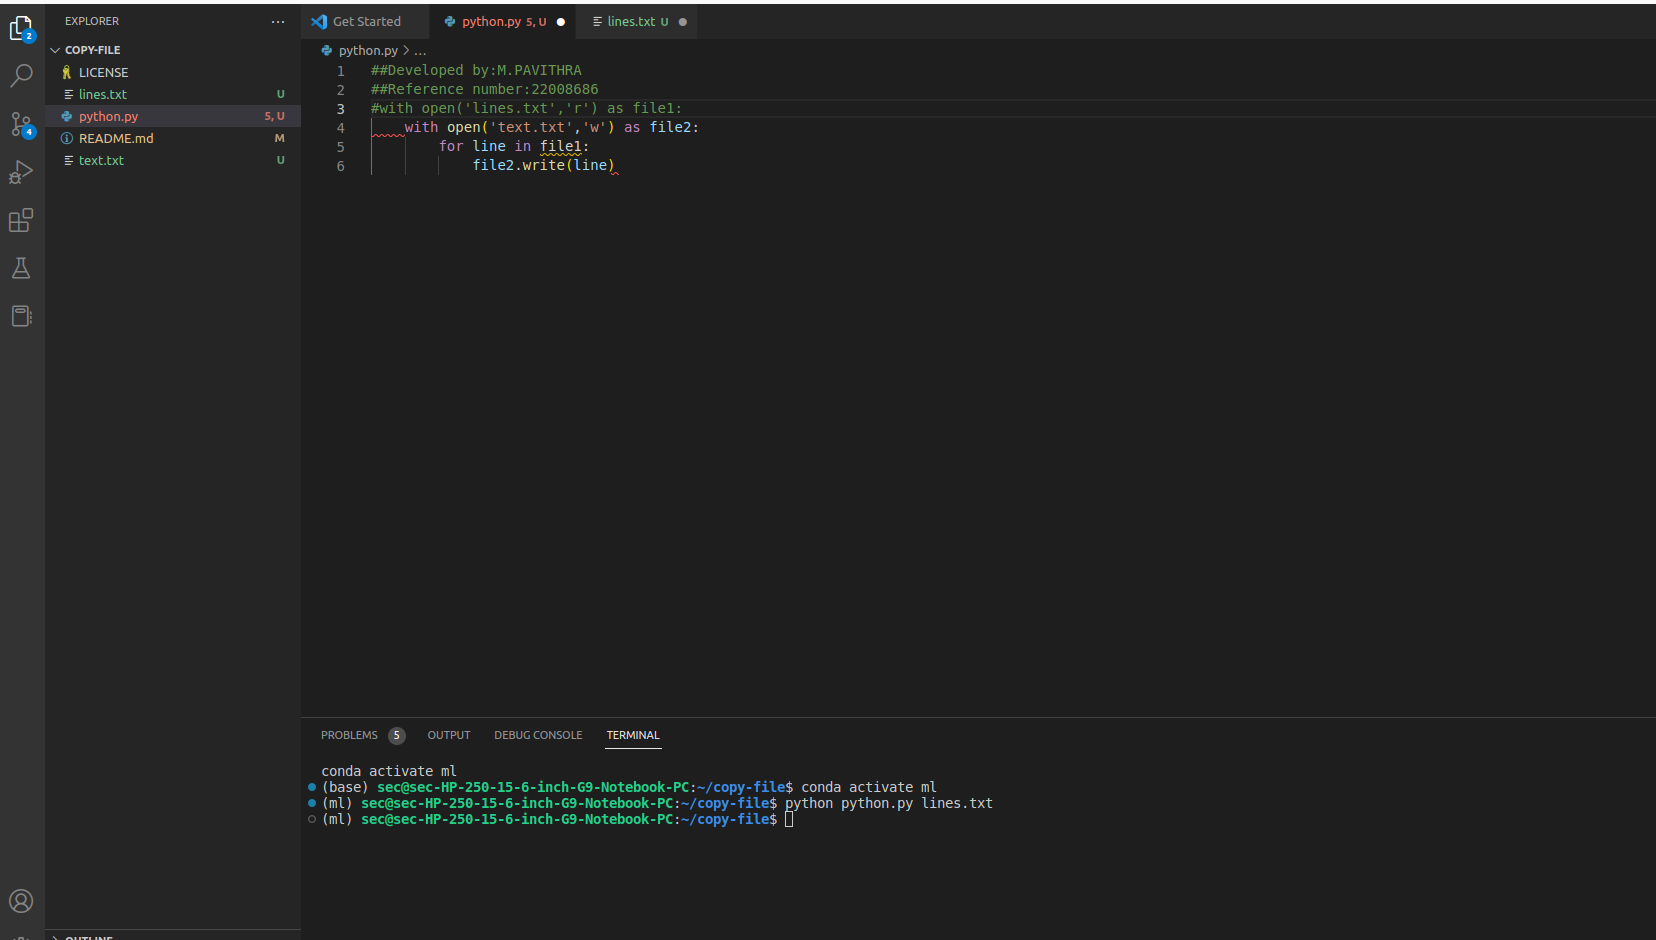 EXPLORER ...
Get Started python.py 5, U lines.txt U
2
COPY-FILE
python.py > ...
LICENSE
lines.txt U
python.py 5, U
README.md M
text.txt U
4
1 ##Developed by:M.PAVITHRA
2 ##Reference number:22008686
3 #with open('lines.txt','r') as file1:
4 with open('text.txt','w') as file2:
5 for line in file1:
6 file2.write(line)
PROBLEMS 5 OUTPUT DEBUG CONSOLE TERMINAL
conda activate ml
(base) sec@sec-HP-250-15-6-inch-G9-Notebook-PC:~/copy-file$ conda activate ml
(ml) sec@sec-HP-250-15-6-inch-G9-Notebook-PC:~/copy-file$ python python.py lines.txt
(ml) sec@sec-HP-250-15-6-inch-G9-Notebook-PC:~/copy-file$
OUTLINE